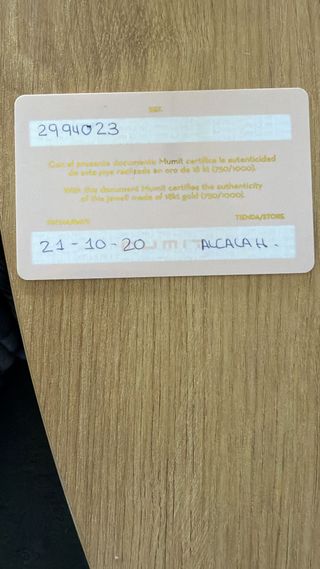 REF.
2994023
Con el presente documento Mumit certifica la autenticidad
de esta joya realizada en oro de 18 kt (750/1000).
With this document Mumit certifies the authenticity
of this jewel made of 18kt gold (750/1000).
FECHA/DATE
TIENDA/STORE
21-10-20
ALCALA H.
MUMIT